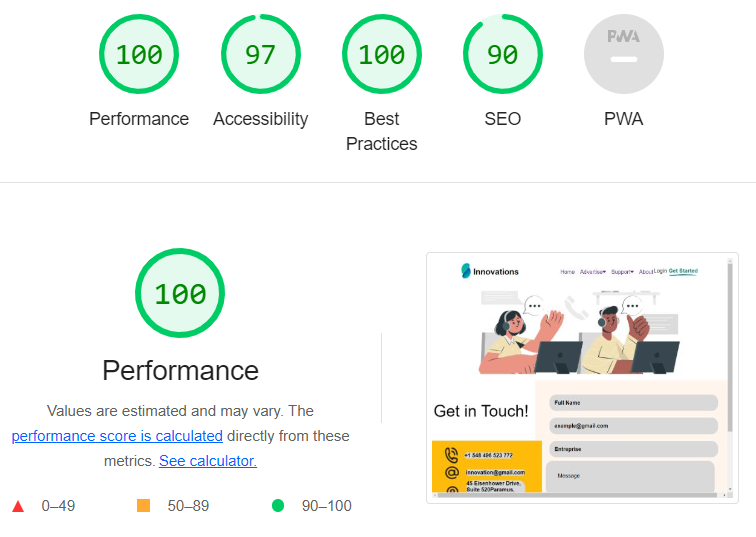 100 97 100 90 PWA
Performance Accessibility Best Practices SEO PWA
100
Performance
Values are estimated and may vary. The
performance score is calculated directly from these
metrics. See calculator.
0–49 50–89 90–100
Innovations Home Advertise Support AboutLogin Get Started
Get in Touch!
Full Name
example@gmail.com
Entreprise
Message
+1 548 496 523 772
innovation@gmail.com
45 Eisenhower Drive,
Suite 520Paramus,